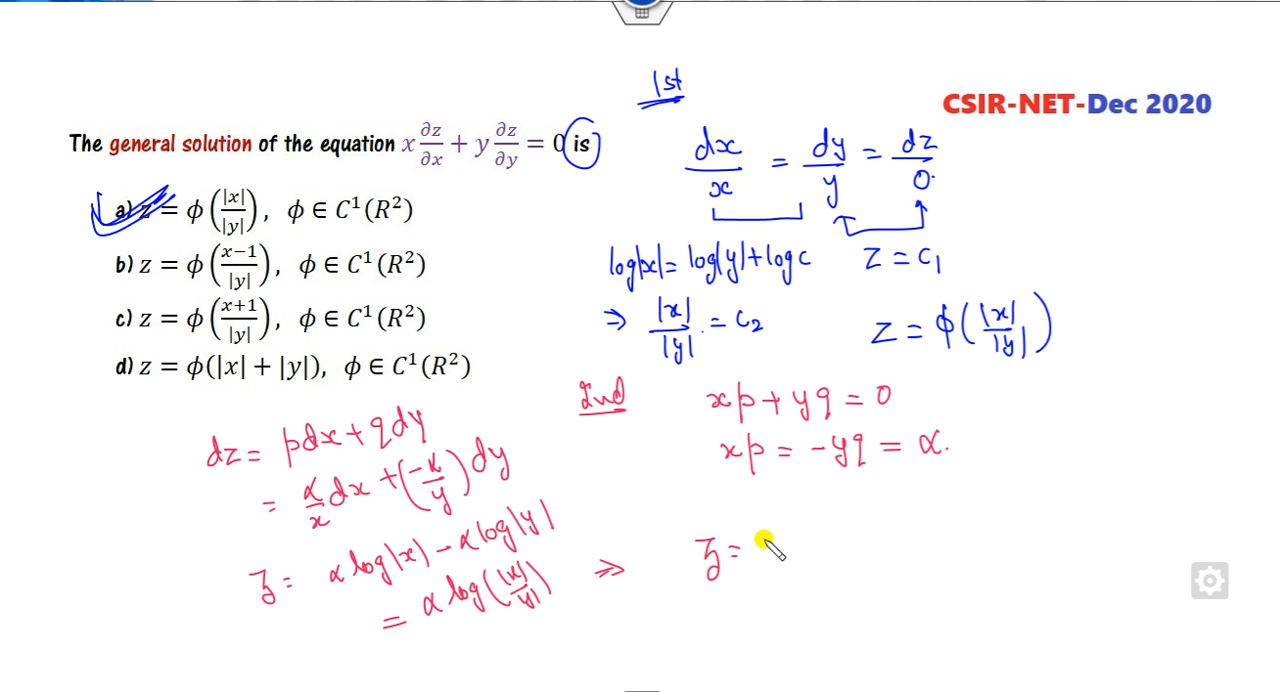 1st
CSIR-NET-Dec 2020
The general solution of the equation x ∂z/∂x + y ∂z/∂y = 0 is
a) z = ϕ(|x|/|y|), ϕ ∈ C¹(R²)
b) z = ϕ((x−1)/|y|), ϕ ∈ C¹(R²)
c) z = ϕ((x+1)/|y|), ϕ ∈ C¹(R²)
d) z = ϕ(|x| + |y|), ϕ ∈ C¹(R²)
dx/x = dy/y = dz/0
log|x| = log|y| + log c
z = c₁
⇒ |x|/|y| = c₂
z = ϕ(|x|/|y|)
IInd
xp + yq = 0
xp = -yq = α.
dz = pdx + qdy
= α/x dx + (-α/y) dy
z = α log|x| - α log|y|
= α log(|x|/|y|) ⇒
z =